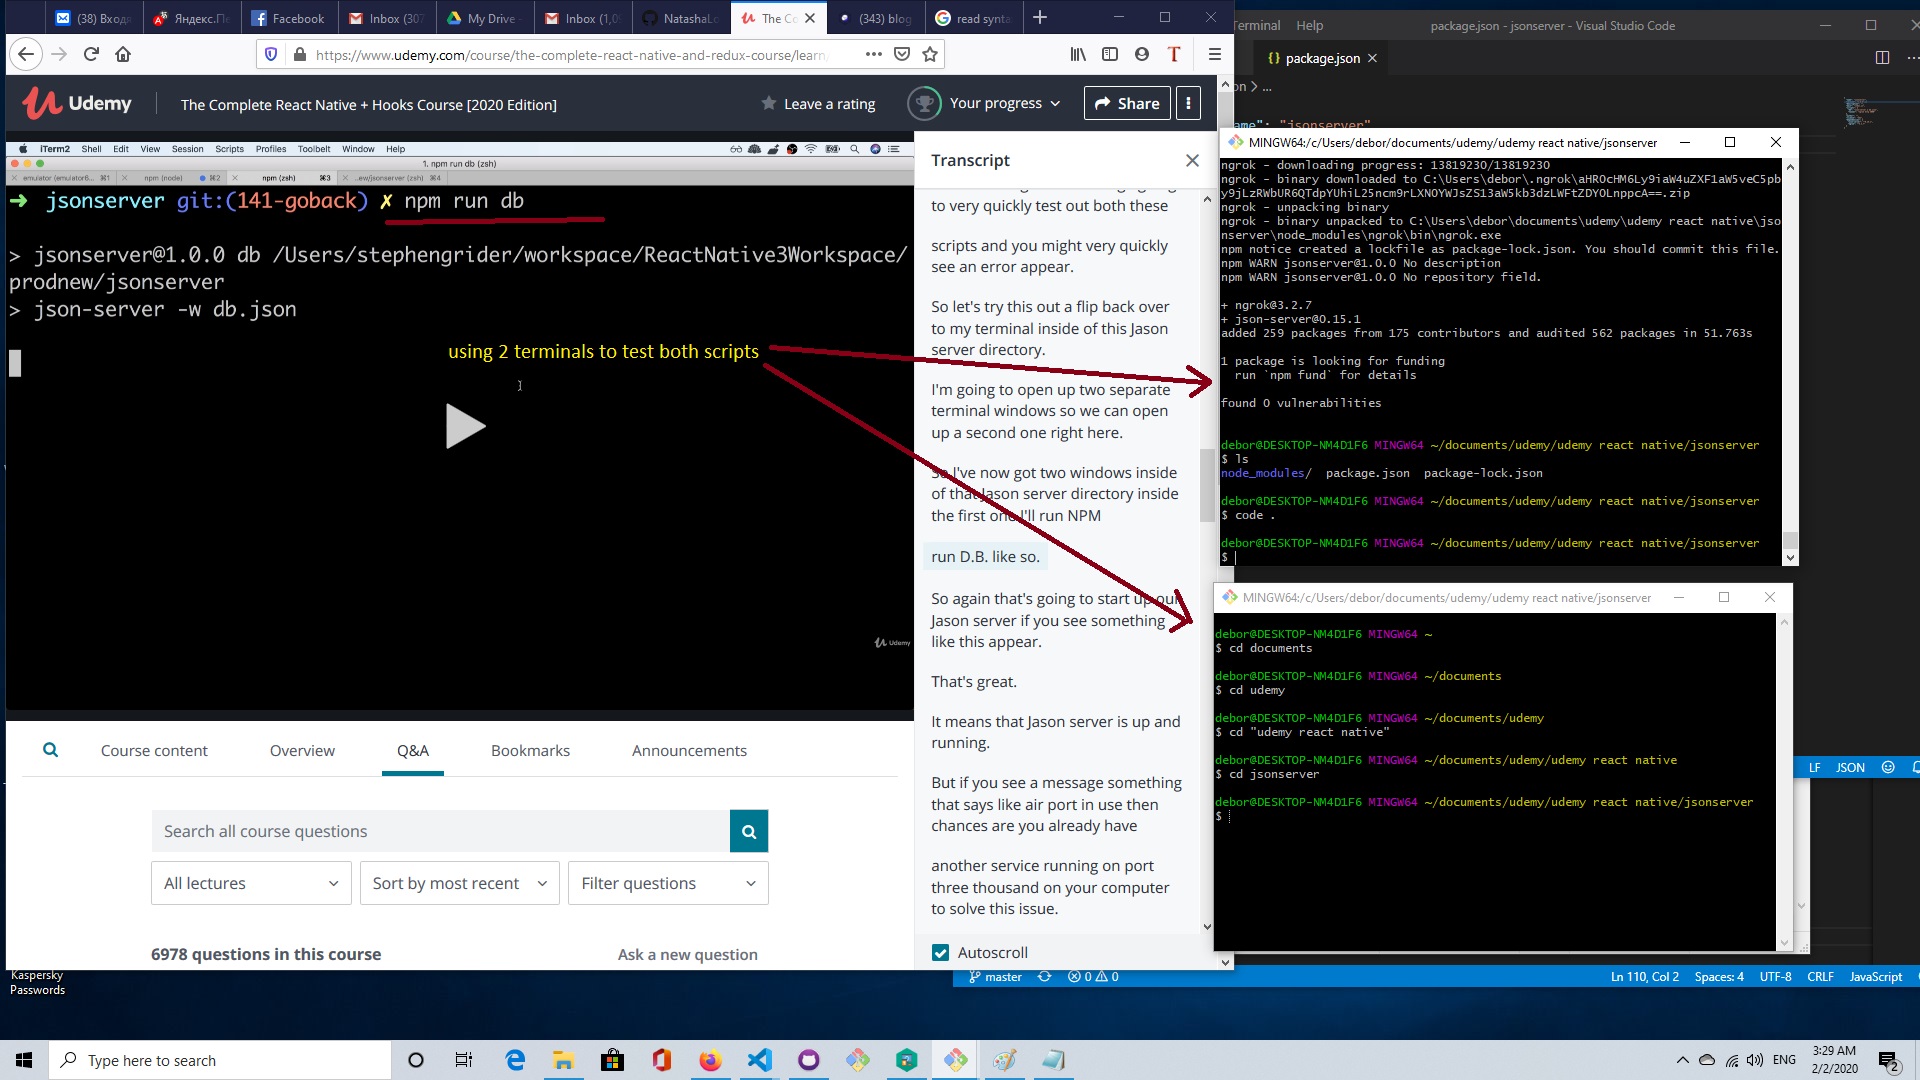 (38) Входя
Яндекс.Пе
Facebook
Inbox (307
My Drive -
Inbox (1,09
NatashaLo
The Co
(343) blog
read synta
https://www.udemy.com/course/the-complete-react-native-and-redux-course/learn/
Udemy
The Complete React Native + Hooks Course [2020 Edition]
Leave a rating
Your progress
Share
iTerm2 Shell Edit View Session Scripts Profiles Toolbelt Window Help
1. npm run db (zsh)
emulator (emulator6... ⌘1
npm (node) ⌘2
npm (zsh) ⌘3
..ew/jsonserver (zsh) ⌘4
➜ jsonserver git:(141-goback) ✗ npm run db
> jsonserver@1.0.0 db /Users/stephengrider/workspace/ReactNative3Workspace/
prodnew/jsonserver
> json-server -w db.json
using 2 terminals to test both scripts
Udemy
Transcript
to very quickly test out both these
scripts and you might very quickly
see an error appear.
So let's try this out a flip back over
to my terminal inside of this Jason
server directory.
I'm going to open up two separate
terminal windows so we can open
up a second one right here.
So I've now got two windows inside
of that Jason server directory inside
the first one I'll run NPM
run D.B. like so.
So again that's going to start up our
Jason server if you see something
like this appear.
That's great.
It means that Jason server is up and
running.
But if you see a message something
that says like air port in use then
chances are you already have
another service running on port
three thousand on your computer
to solve this issue.
Autoscroll
Course content
Overview
Q&A
Bookmarks
Announcements
Search all course questions
All lectures
Sort by most recent
Filter questions
6978 questions in this course
Ask a new question
Terminal Help
package.json - jsonserver - Visual Studio Code
{} package.json
on > ...
ame": "jsonserver"
MINGW64:/c/Users/debor/documents/udemy/udemy react native/jsonserver
ngrok - downloading progress: 13819230/13819230
ngrok - binary downloaded to C:\Users\debor\.ngrok\aHR0cHM6Ly9iaW4uZXF1aW5veC5pb
y9jLzRWbUR6QTdpYUhiL25ncm9rLXN0YWJsZS13aW5kb3dzLWFtZDY0LnppcA==.zip
ngrok - unpacking binary
ngrok - binary unpacked to C:\Users\debor\documents\udemy\udemy react native\jso
nserver\node_modules\ngrok\bin\ngrok.exe
npm notice created a lockfile as package-lock.json. You should commit this file.
npm WARN jsonserver@1.0.0 No description
npm WARN jsonserver@1.0.0 No repository field.
+ ngrok@3.2.7
+ json-server@0.15.1
added 259 packages from 175 contributors and audited 562 packages in 51.763s
1 package is looking for funding
run `npm fund` for details
found 0 vulnerabilities
debor@DESKTOP-NM4D1F6 MINGW64 ~/documents/udemy/udemy react native/jsonserver
$ ls
node_modules/ package.json package-lock.json
debor@DESKTOP-NM4D1F6 MINGW64 ~/documents/udemy/udemy react native/jsonserver
$ code .
debor@DESKTOP-NM4D1F6 MINGW64 ~/documents/udemy/udemy react native/jsonserver
$
MINGW64:/c/Users/debor/documents/udemy/udemy react native/jsonserver
debor@DESKTOP-NM4D1F6 MINGW64 ~
$ cd documents
debor@DESKTOP-NM4D1F6 MINGW64 ~/documents
$ cd udemy
debor@DESKTOP-NM4D1F6 MINGW64 ~/documents/udemy
$ cd "udemy react native"
debor@DESKTOP-NM4D1F6 MINGW64 ~/documents/udemy/udemy react native
$ cd jsonserver
debor@DESKTOP-NM4D1F6 MINGW64 ~/documents/udemy/udemy react native/jsonserver
$
LF JSON
master 0 0
Ln 110, Col 2 Spaces: 4 UTF-8 CRLF JavaScript
Kaspersky
Passwords
Type here to search
ENG
3:29 AM
2/2/2020
2